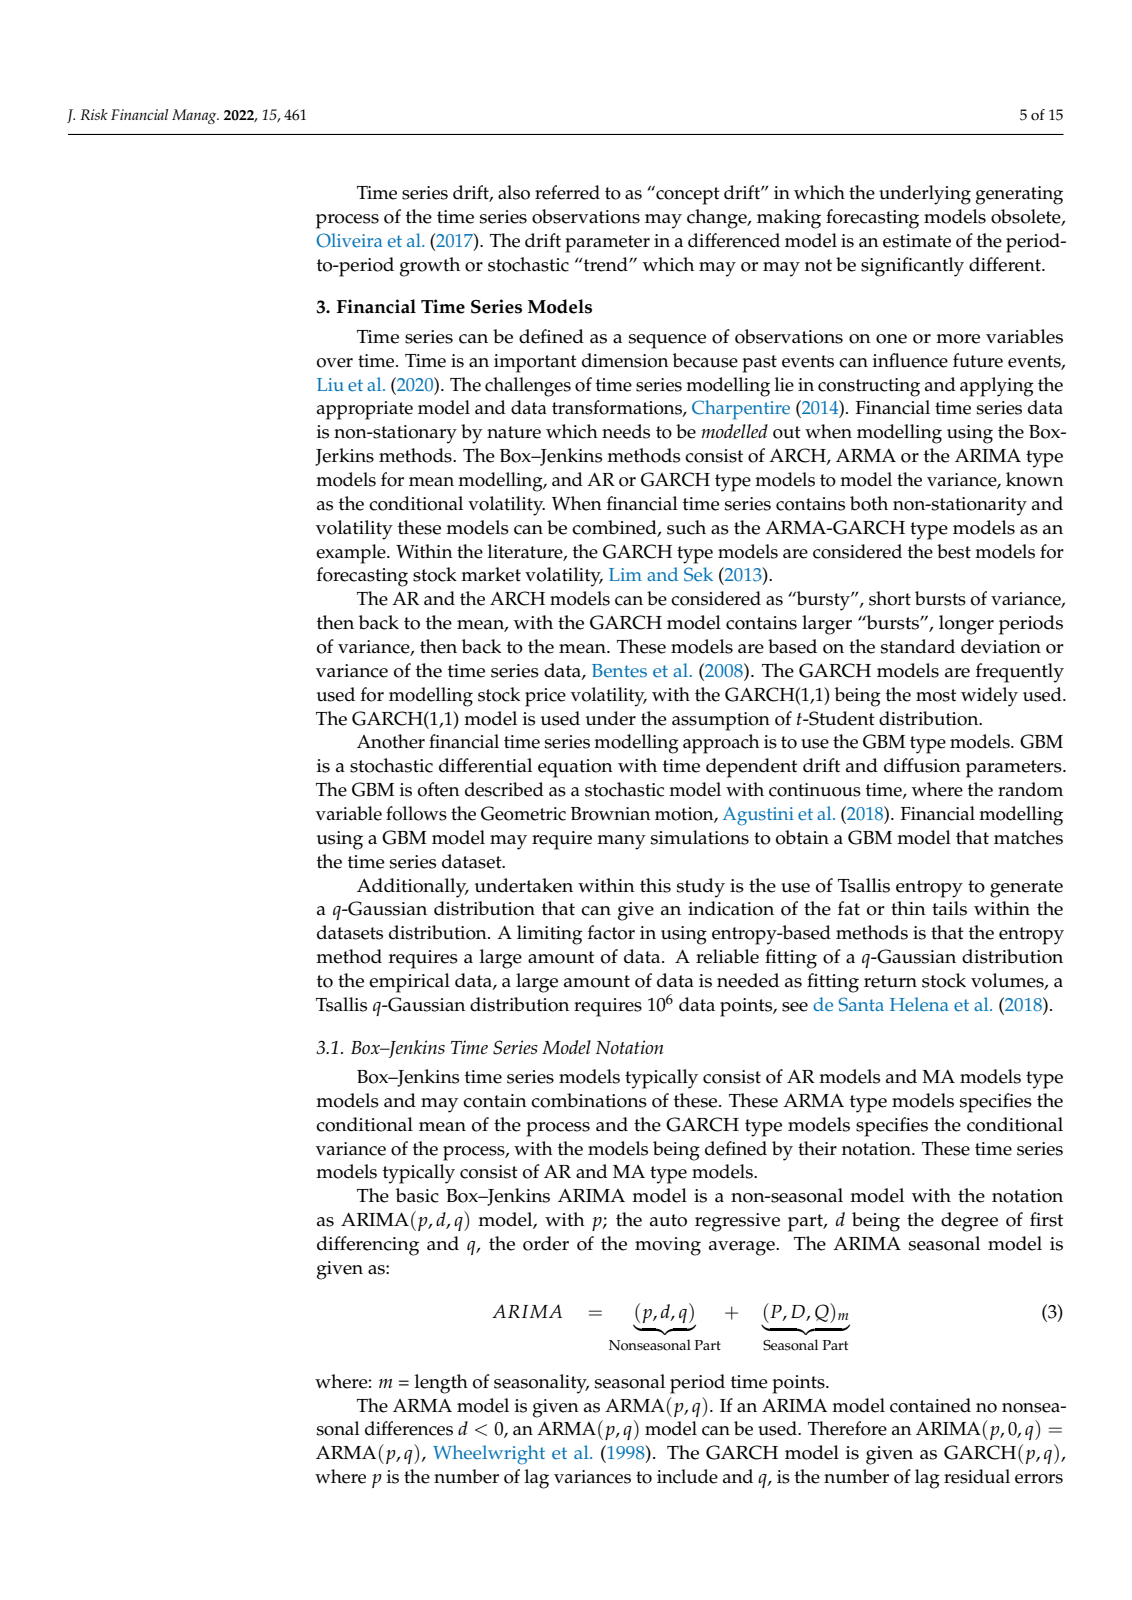 J. Risk Financial Manag. 2022, 15, 461
5 of 15
Time series drift, also referred to as “concept drift” in which the underlying generating
process of the time series observations may change, making forecasting models obsolete,
Oliveira et al. (2017). The drift parameter in a differenced model is an estimate of the period-
to-period growth or stochastic “trend” which may or may not be significantly different.
3. Financial Time Series Models
Time series can be defined as a sequence of observations on one or more variables
over time. Time is an important dimension because past events can influence future events,
Liu et al. (2020). The challenges of time series modelling lie in constructing and applying the
appropriate model and data transformations, Charpentire (2014). Financial time series data
is non-stationary by nature which needs to be modelled out when modelling using the Box-
Jerkins methods. The Box–Jenkins methods consist of ARCH, ARMA or the ARIMA type
models for mean modelling, and AR or GARCH type models to model the variance, known
as the conditional volatility. When financial time series contains both non-stationarity and
volatility these models can be combined, such as the ARMA-GARCH type models as an
example. Within the literature, the GARCH type models are considered the best models for
forecasting stock market volatility, Lim and Sek (2013).
The AR and the ARCH models can be considered as “bursty”, short bursts of variance,
then back to the mean, with the GARCH model contains larger “bursts”, longer periods
of variance, then back to the mean. These models are based on the standard deviation or
variance of the time series data, Bentes et al. (2008). The GARCH models are frequently
used for modelling stock price volatility, with the GARCH(1,1) being the most widely used.
The GARCH(1,1) model is used under the assumption of t-Student distribution.
Another financial time series modelling approach is to use the GBM type models. GBM
is a stochastic differential equation with time dependent drift and diffusion parameters.
The GBM is often described as a stochastic model with continuous time, where the random
variable follows the Geometric Brownian motion, Agustini et al. (2018). Financial modelling
using a GBM model may require many simulations to obtain a GBM model that matches
the time series dataset.
Additionally, undertaken within this study is the use of Tsallis entropy to generate
a q-Gaussian distribution that can give an indication of the fat or thin tails within the
datasets distribution. A limiting factor in using entropy-based methods is that the entropy
method requires a large amount of data. A reliable fitting of a q-Gaussian distribution
to the empirical data, a large amount of data is needed as fitting return stock volumes, a
Tsallis q-Gaussian distribution requires 10⁶ data points, see de Santa Helena et al. (2018).
3.1. Box–Jenkins Time Series Model Notation
Box–Jenkins time series models typically consist of AR models and MA models type
models and may contain combinations of these. These ARMA type models specifies the
conditional mean of the process and the GARCH type models specifies the conditional
variance of the process, with the models being defined by their notation. These time series
models typically consist of AR and MA type models.
The basic Box–Jenkins ARIMA model is a non-seasonal model with the notation
as ARIMA(p, d, q) model, with p; the auto regressive part, d being the degree of first
differencing and q, the order of the moving average. The ARIMA seasonal model is
given as:
ARIMA = (p, d, q) + (P, D, Q)m (3)
Nonseasonal Part Seasonal Part
where: m = length of seasonality, seasonal period time points.
The ARMA model is given as ARMA(p, q). If an ARIMA model contained no nonsea-
sonal differences d < 0, an ARMA(p, q) model can be used. Therefore an ARIMA(p, 0, q) =
ARMA(p, q), Wheelwright et al. (1998). The GARCH model is given as GARCH(p, q),
where p is the number of lag variances to include and q, is the number of lag residual errors